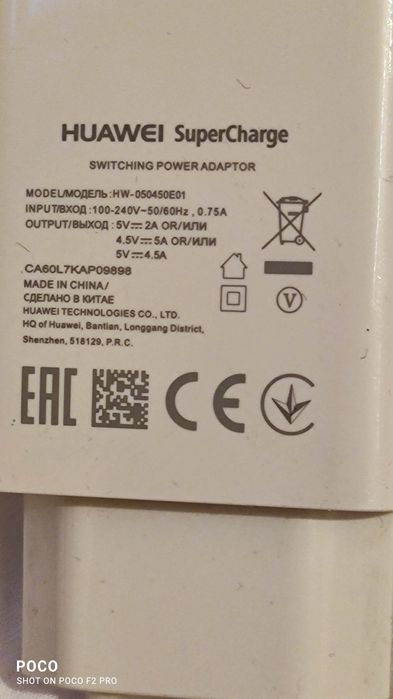 HUAWEI SuperCharge
SWITCHING POWER ADAPTOR
MODEL/МОДЕЛЬ:HW-050450E01
INPUT/ВХОД :100-240V~50/60Hz , 0.75A
OUTPUT/ВЫХОД : 5V⎓2A OR/ИЛИ
4.5V⎓5A OR/ИЛИ
5V⎓4.5A
CA60L7KAP09898
MADE IN CHINA/
СДЕЛАНО В КИТАЕ
HUAWEI TECHNOLOGIES CO., LTD.
HQ of Huawei, Bantian, Longgang District,
Shenzhen, 518129, P.R.C.
V
EAC CE
POCO
SHOT ON POCO F2 PRO